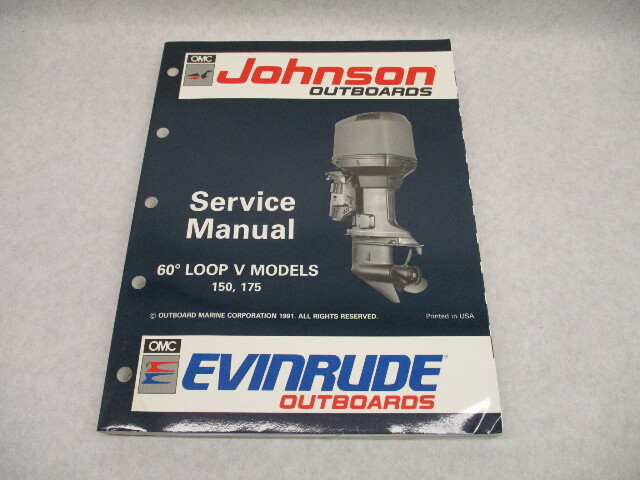 OMC
Johnson
OUTBOARDS
Service
Manual
60° LOOP V MODELS
150, 175
© OUTBOARD MARINE CORPORATION 1991. ALL RIGHTS RESERVED. Printed in USA
OMC
EVINRUDE
OUTBOARDS